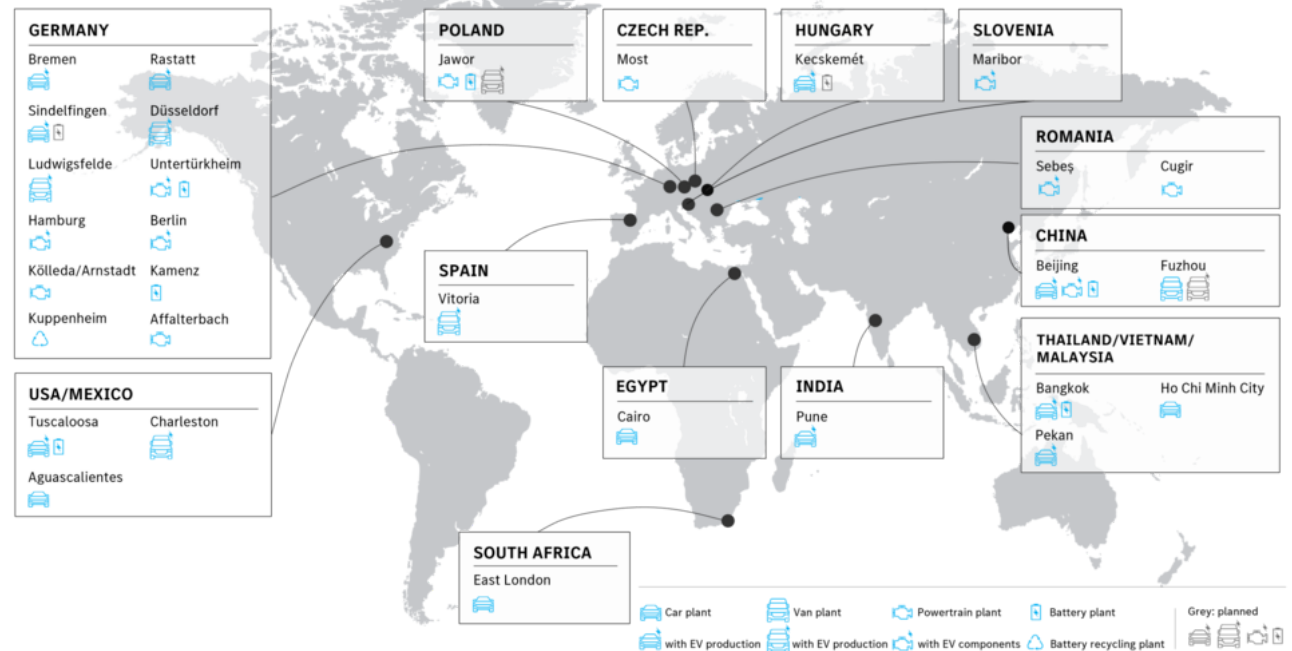 GERMANY
Bremen Rastatt
Sindelfingen Düsseldorf
Ludwigsfelde Untertürkheim
Hamburg Berlin
Kölleda/Arnstadt Kamenz
Kuppenheim Affalterbach
USA/MEXICO
Tuscaloosa Charleston
Aguascalientes
POLAND
Jawor
CZECH REP.
Most
HUNGARY
Kecskemét
SLOVENIA
Maribor
ROMANIA
Sebeş Cugir
CHINA
Beijing Fuzhou
SPAIN
Vitoria
EGYPT
Cairo
INDIA
Pune
THAILAND/VIETNAM/
MALAYSIA
Bangkok Ho Chi Minh City
Pekan
SOUTH AFRICA
East London
Car plant Van plant Powertrain plant Battery plant Grey: planned
with EV production with EV production with EV components Battery recycling plant